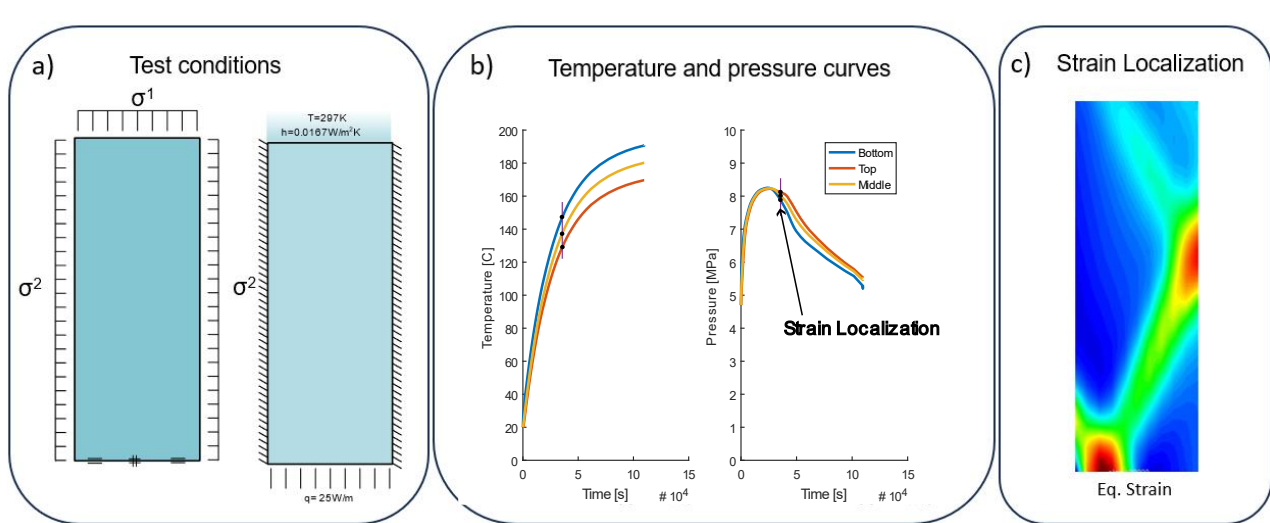 a)
Test conditions
σ1
σ2
σ2
T=297K
h=0.0167W/m²K
q= 25W/m
b)
Temperature and pressure curves
Temperature [C]
200
180
160
140
120
100
80
60
40
20
0
0
5
10
15
Time [s]
# 10⁴
Pressure [MPa]
10
9
8
7
6
5
4
3
2
1
0
0
5
10
15
Time [s]
# 10⁴
Bottom
Top
Middle
Strain Localization
c)
Strain Localization
Eq. Strain